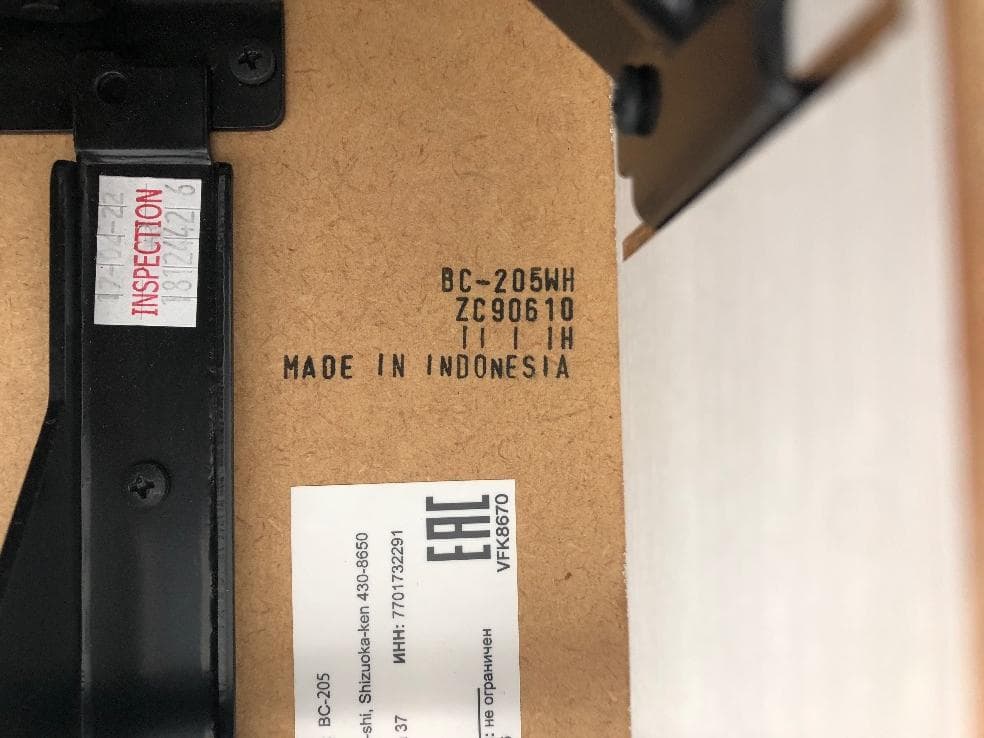 17-04-22
INSPECTION
18124426
BC-205WH
ZC90610
II I IH
MADE IN INDONESIA
BC-205
-shi, Shizuoka-ken 430-8650
37
ИНН: 7701732291
EAC
VFK8670
: не ограничен